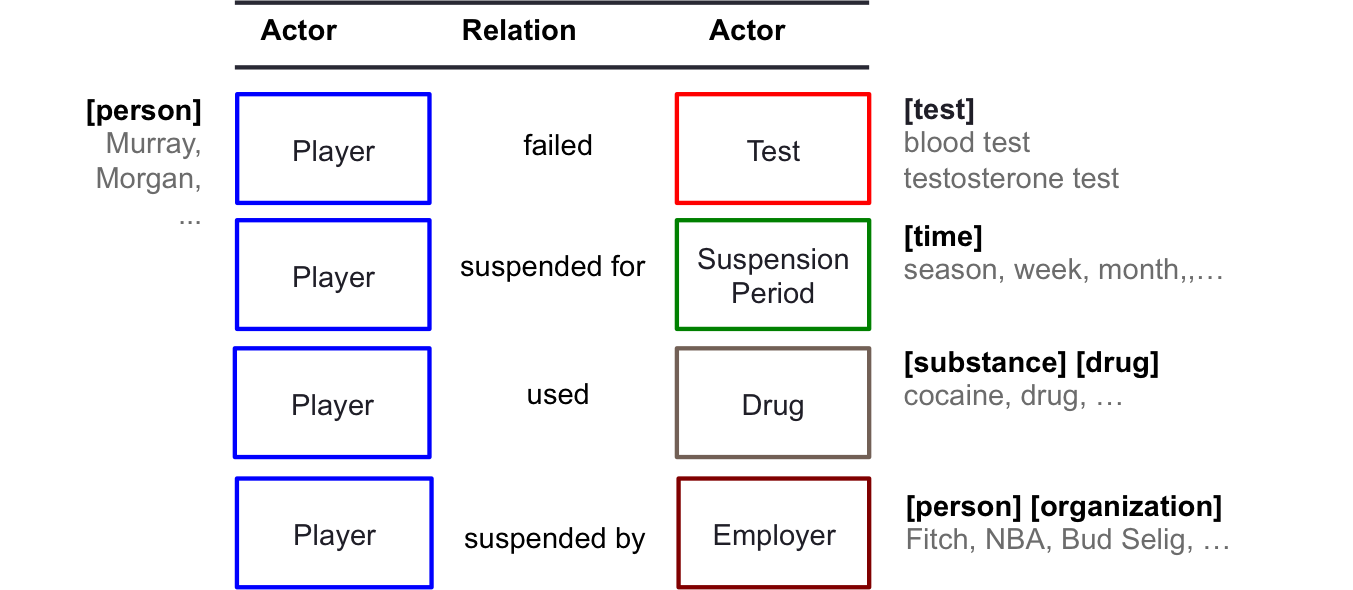 Actor Relation Actor
[person]
Murray,
Morgan,
...
Player failed Test
[test]
blood test
testosterone test
Player suspended for Suspension
Period
[time]
season, week, month,,…
Player used Drug
[substance] [drug]
cocaine, drug, …
Player suspended by Employer
[person] [organization]
Fitch, NBA, Bud Selig, …